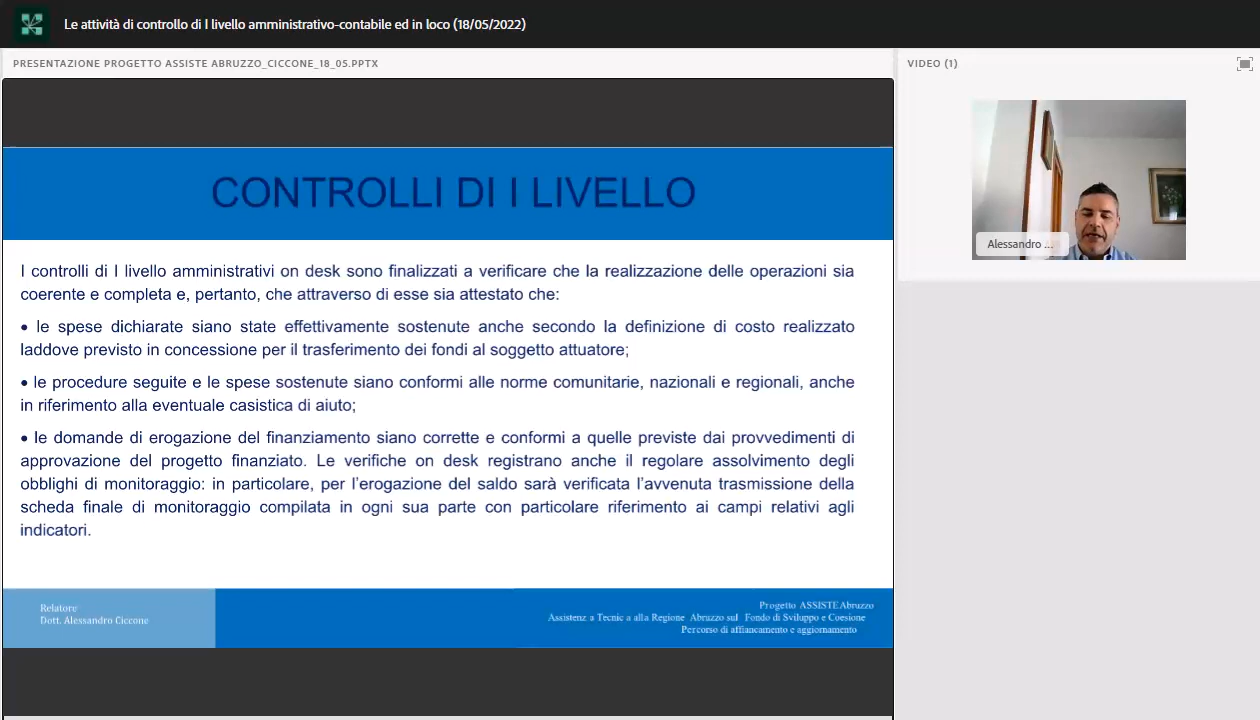 Le attività di controllo di I livello amministrativo-contabile ed in loco (18/05/2022)
PRESENTAZIONE PROGETTO ASSISTE ABRUZZO_CICCONE_18_05.PPTX
VIDEO (1)
CONTROLLI DI I LIVELLO
I controlli di I livello amministrativi on desk sono finalizzati a verificare che la realizzazione delle operazioni sia
coerente e completa e, pertanto, che attraverso di esse sia attestato che:
• le spese dichiarate siano state effettivamente sostenute anche secondo la definizione di costo realizzato
laddove previsto in concessione per il trasferimento dei fondi al soggetto attuatore;
• le procedure seguite e le spese sostenute siano conformi alle norme comunitarie, nazionali e regionali, anche
in riferimento alla eventuale casistica di aiuto;
• le domande di erogazione del finanziamento siano corrette e conformi a quelle previste dai provvedimenti di
approvazione del progetto finanziato. Le verifiche on desk registrano anche il regolare assolvimento degli
obblighi di monitoraggio: in particolare, per l'erogazione del saldo sarà verificata l'avvenuta trasmissione della
scheda finale di monitoraggio compilata in ogni sua parte con particolare riferimento ai campi relativi agli
indicatori.
Relatore
Dott. Alessandro Ciccone
Progetto ASSISTE Abruzzo
Assistenz a Tecnic a alla Regione Abruzzo sul Fondo di Sviluppo e Coesione
Percorso di affiancamento e aggiornamento
Alessandro ...